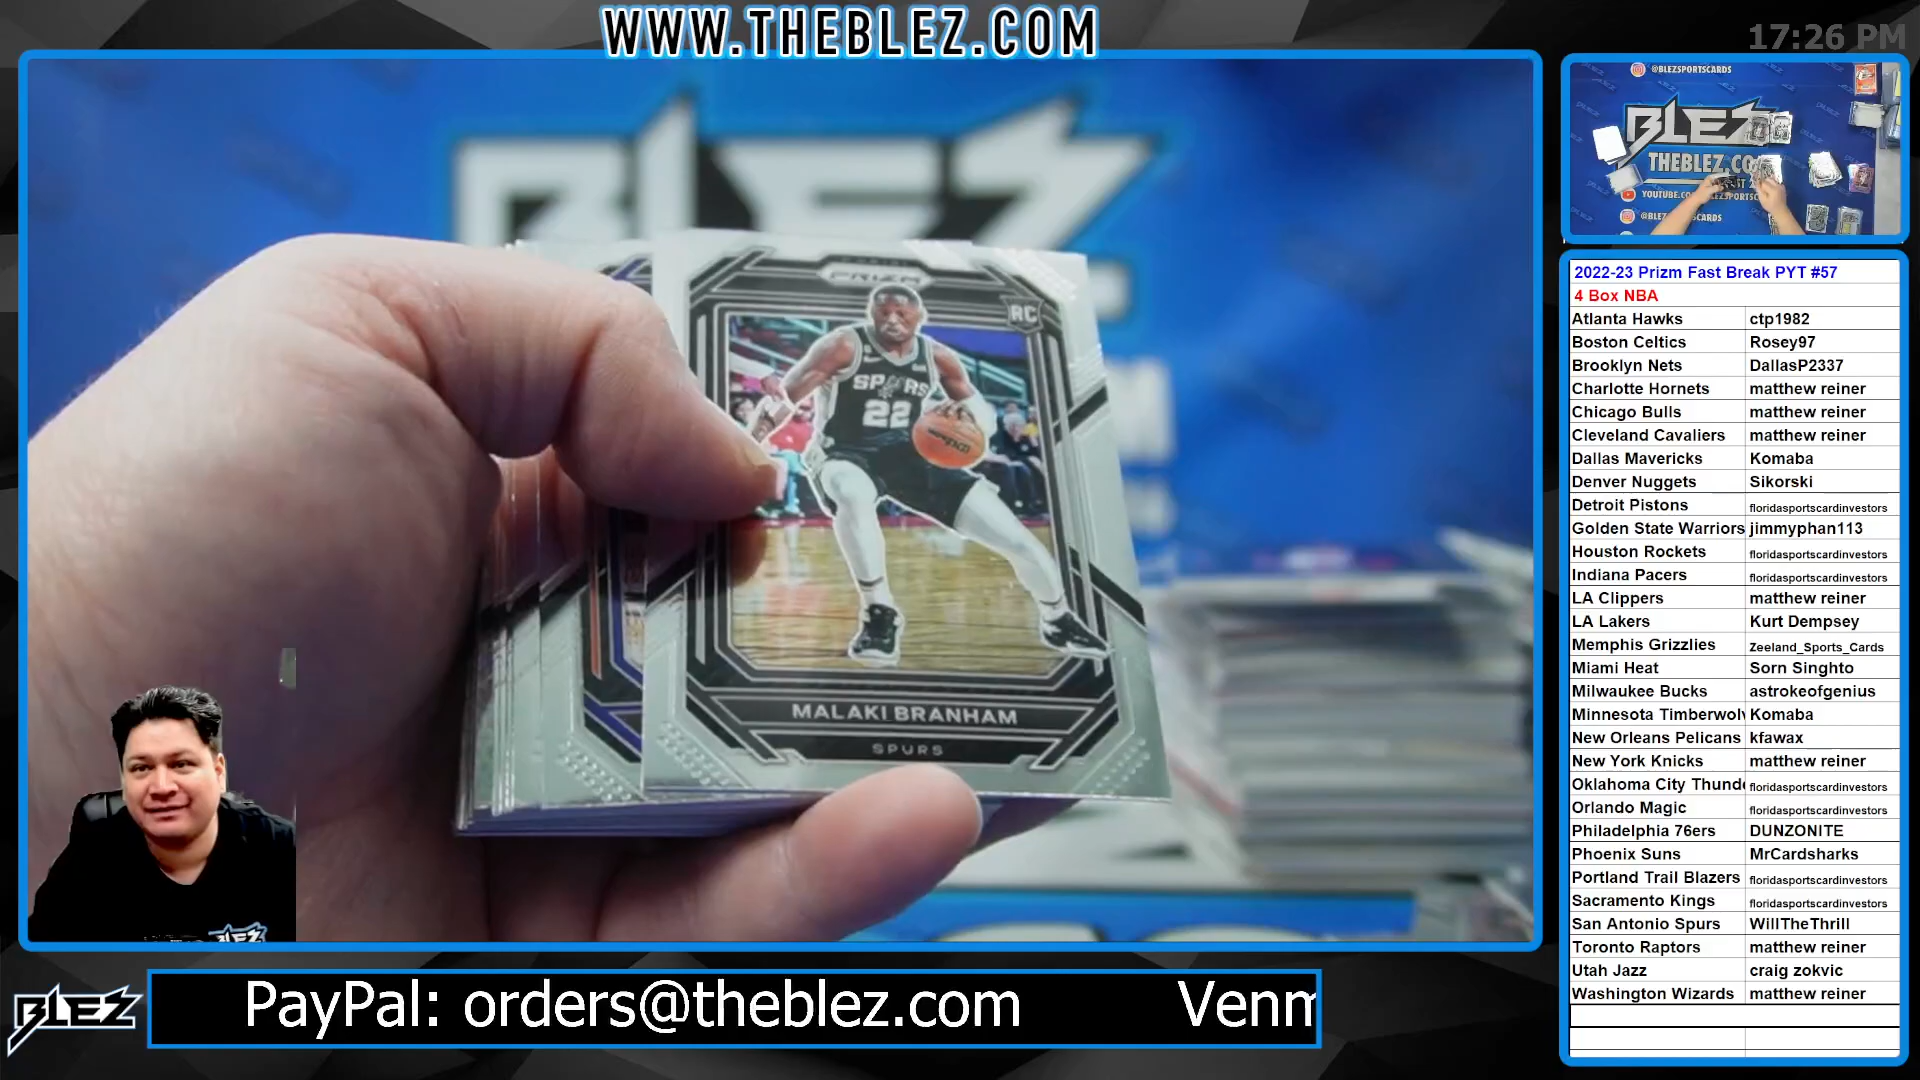 WWW.THEBLEZ.COM
17:26 PM
BLEZ
PRIZM
RC
SPURS
22
MALAKI BRANHAM
SPURS
@BLEZSPORTSCARDS
BLEZ
THEBLEZ.CO
2022-23 Prizm Fast Break PYT #57
4 Box NBA
Atlanta Hawks ctp1982
Boston Celtics Rosey97
Brooklyn Nets DallasP2337
Charlotte Hornets matthew reiner
Chicago Bulls matthew reiner
Cleveland Cavaliers matthew reiner
Dallas Mavericks Komaba
Denver Nuggets Sikorski
Detroit Pistons floridasportscardinvestors
Golden State Warriors jimmyphan113
Houston Rockets floridasportscardinvestors
Indiana Pacers floridasportscardinvestors
LA Clippers matthew reiner
LA Lakers Kurt Dempsey
Memphis Grizzlies Zeeland_Sports_Cards
Miami Heat Sorn Singhto
Milwaukee Bucks astrokeofgenius
Minnesota Timberwolv Komaba
New Orleans Pelicans kfawax
New York Knicks matthew reiner
Oklahoma City Thunde floridasportscardinvestors
Orlando Magic floridasportscardinvestors
Philadelphia 76ers DUNZONITE
Phoenix Suns MrCardsharks
Portland Trail Blazers floridasportscardinvestors
Sacramento Kings floridasportscardinvestors
San Antonio Spurs WillTheThrill
Toronto Raptors matthew reiner
Utah Jazz craig zokvic
Washington Wizards matthew reiner
BLEZ
BLEZ
PayPal: orders@theblez.com Venm